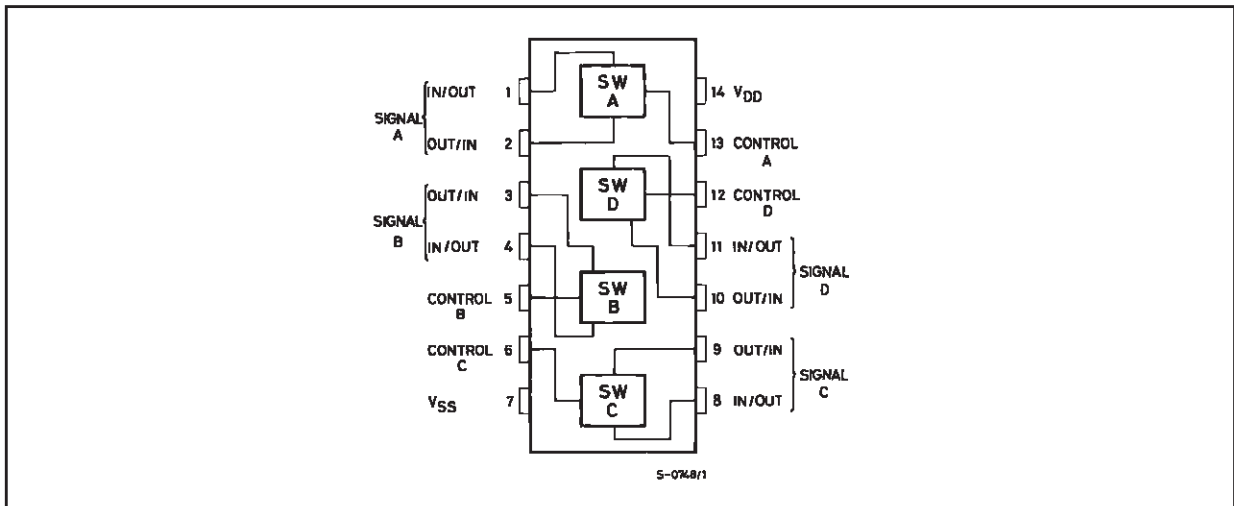 SIGNAL A
IN/OUT 1
OUT/IN 2
SIGNAL B
OUT/IN 3
IN/OUT 4
CONTROL B 5
CONTROL C 6
VSS 7
SW A
SW D
SW B
SW C
14 VDD
13 CONTROL A
12 CONTROL D
11 IN/OUT
10 OUT/IN
SIGNAL D
9 OUT/IN
8 IN/OUT
SIGNAL C
S-0748/1